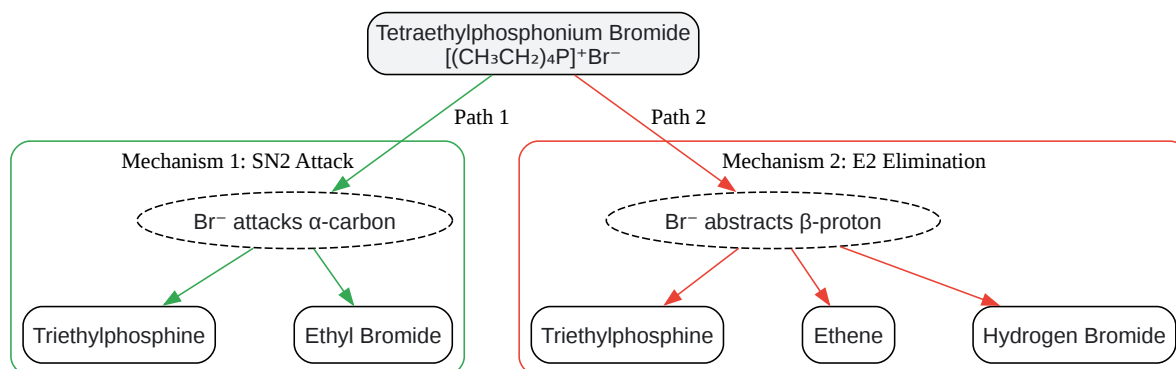 Tetraethylphosphonium Bromide
[(CH₃CH₂)₄P]⁺Br⁻
Path 1
Path 2
Mechanism 1: SN2 Attack
Mechanism 2: E2 Elimination
Br⁻ attacks α-carbon
Br⁻ abstracts β-proton
Triethylphosphine
Ethyl Bromide
Triethylphosphine
Ethene
Hydrogen Bromide